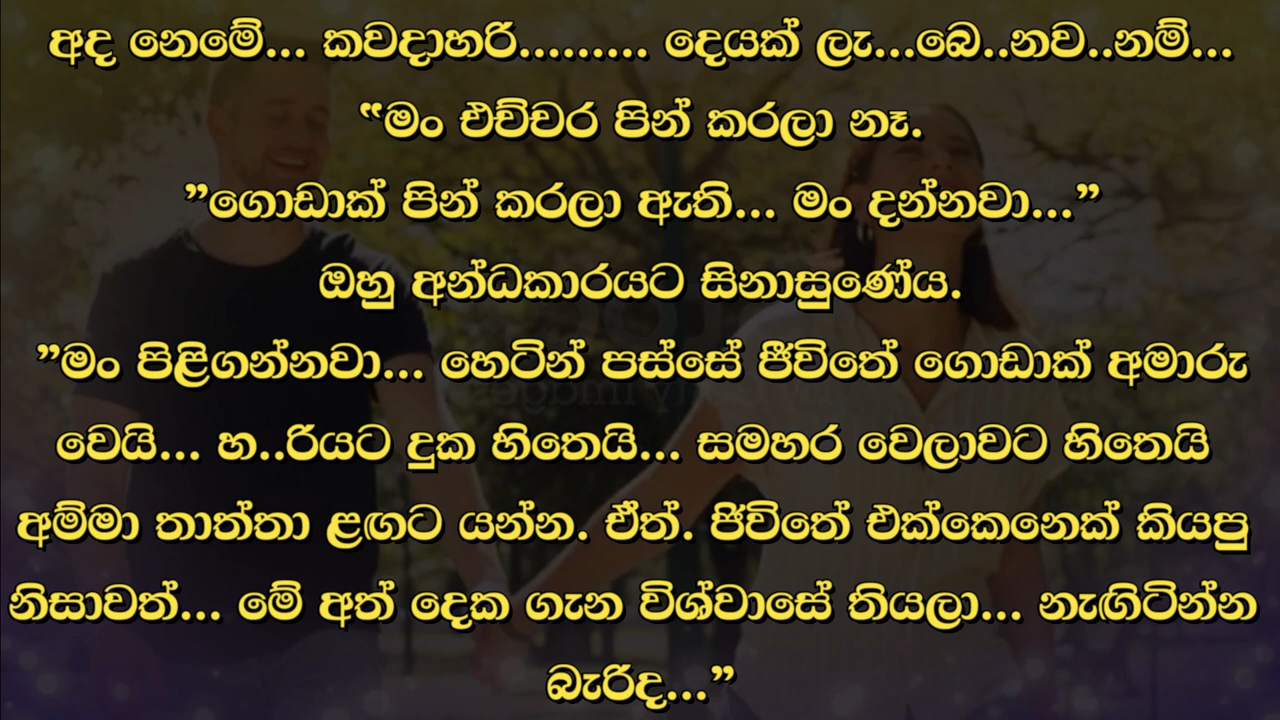 අද නෙමේ... කවදාහරි......... දෙයක් ලැ...බෙ..නව..නම්...
“මං එච්චර පින් කරලා නෑ.
”ගොඩාක් පින් කරලා ඇති... මං දන්නවා...”
ඔහු අන්ධකාරයට සිනාසුණේය.
”මං පිළිගන්නවා... හෙටින් පස්සේ ජීවිතේ ගොඩාක් අමාරු
වෙයි... හ..රියට දුක හිතෙයි... සමහර වෙලාවට හිතෙයි
අම්මා තාත්තා ළඟට යන්න. ඒත්. ජිවිතේ එක්කෙනෙක් කියපු
නිසාවත්... මේ අත් දෙක ගැන විශ්වාසේ තියලා... නැඟිටින්න
බැරිද...”